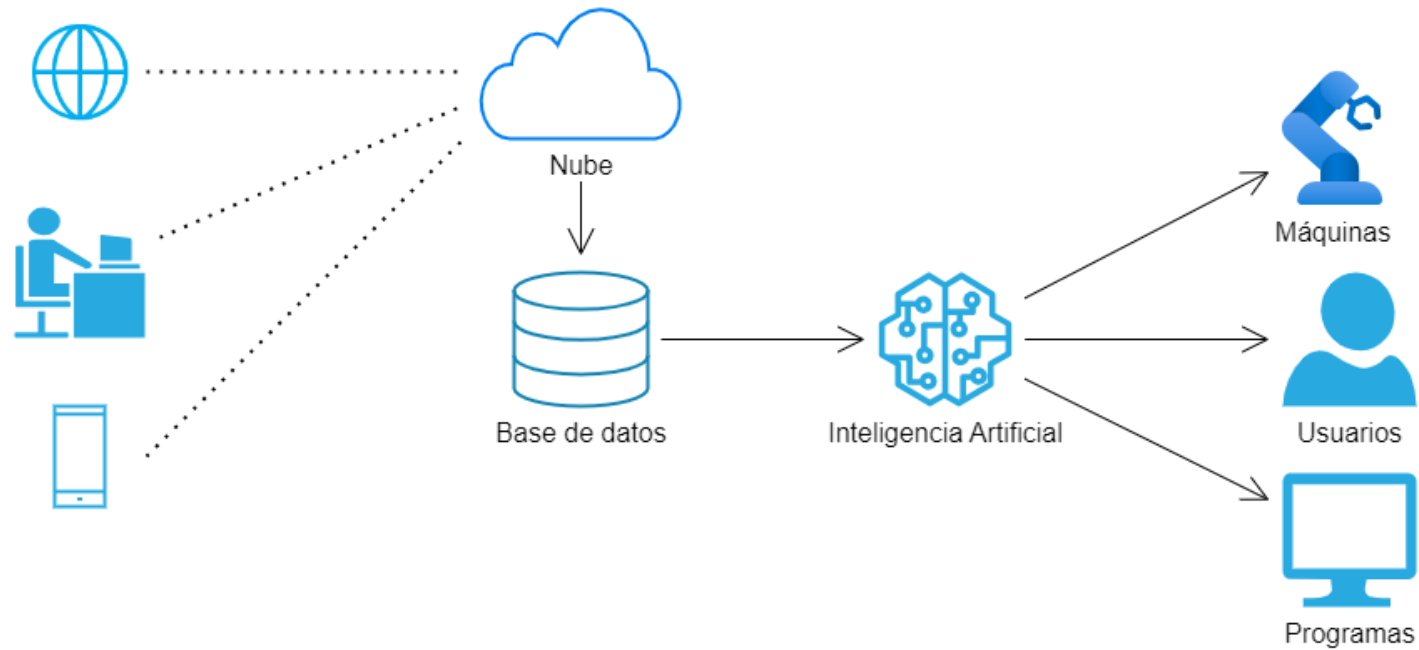 Nube
Máquinas
Base de datos
Inteligencia Artificial
Usuarios
Programas